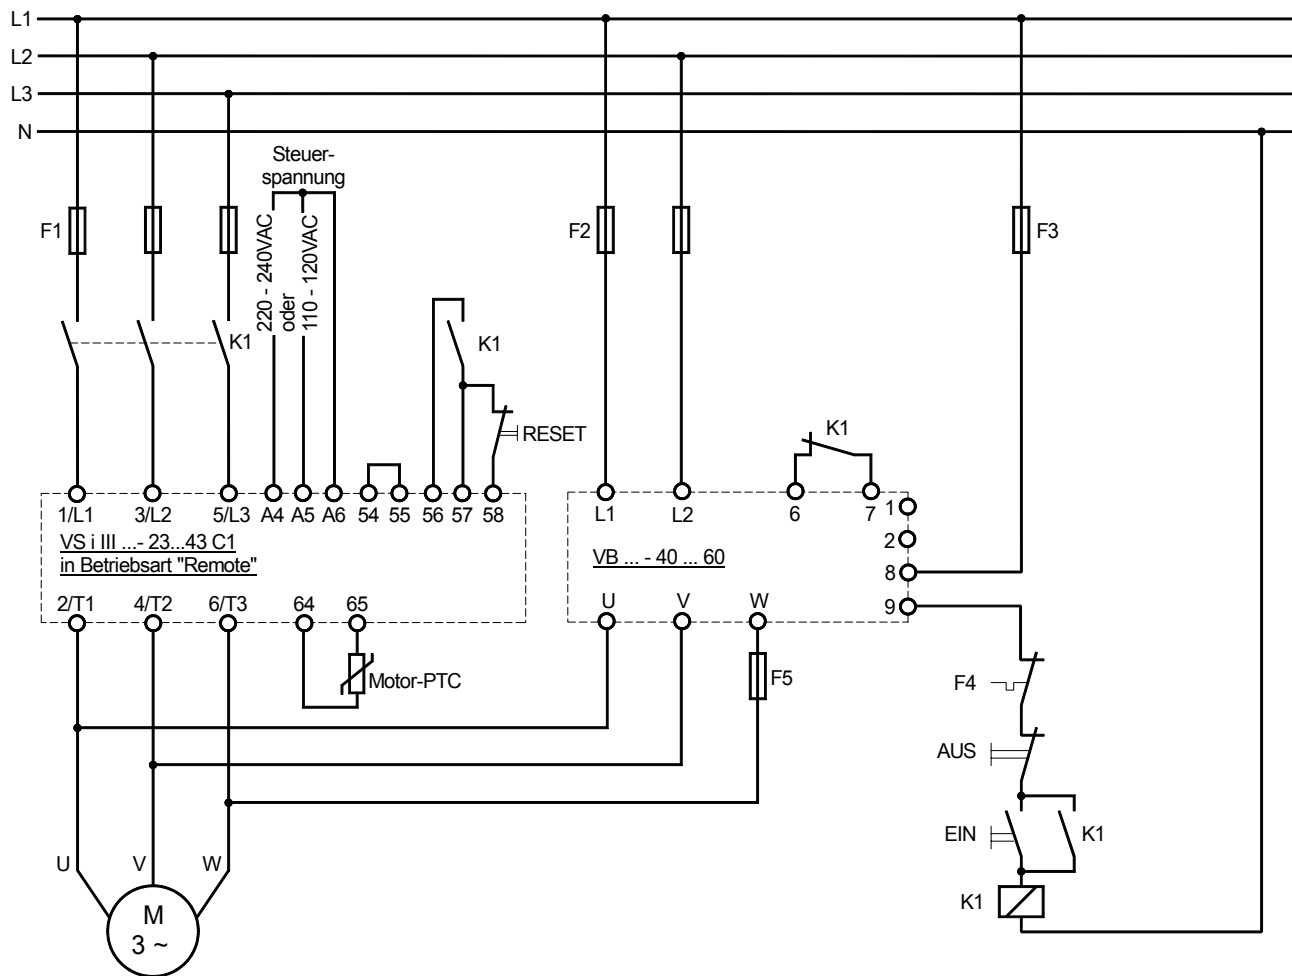 L1
L2
L3
N
Steuer-
spannung
F1
220 - 240VAC
oder
110 - 120VAC
F2
F3
K1
K1
RESET
K1
1/L1 3/L2 5/L3 A4 A5 A6 54 55 56 57 58
L1 L2 6 7 1
2
8
9
VS i III ...- 23...43 C1
in Betriebsart "Remote"
VB ... - 40 ... 60
2/T1 4/T2 6/T3 64 65
U V W
Motor-PTC
F5
F4
AUS
EIN
K1
K1
U V W
M
3 ~